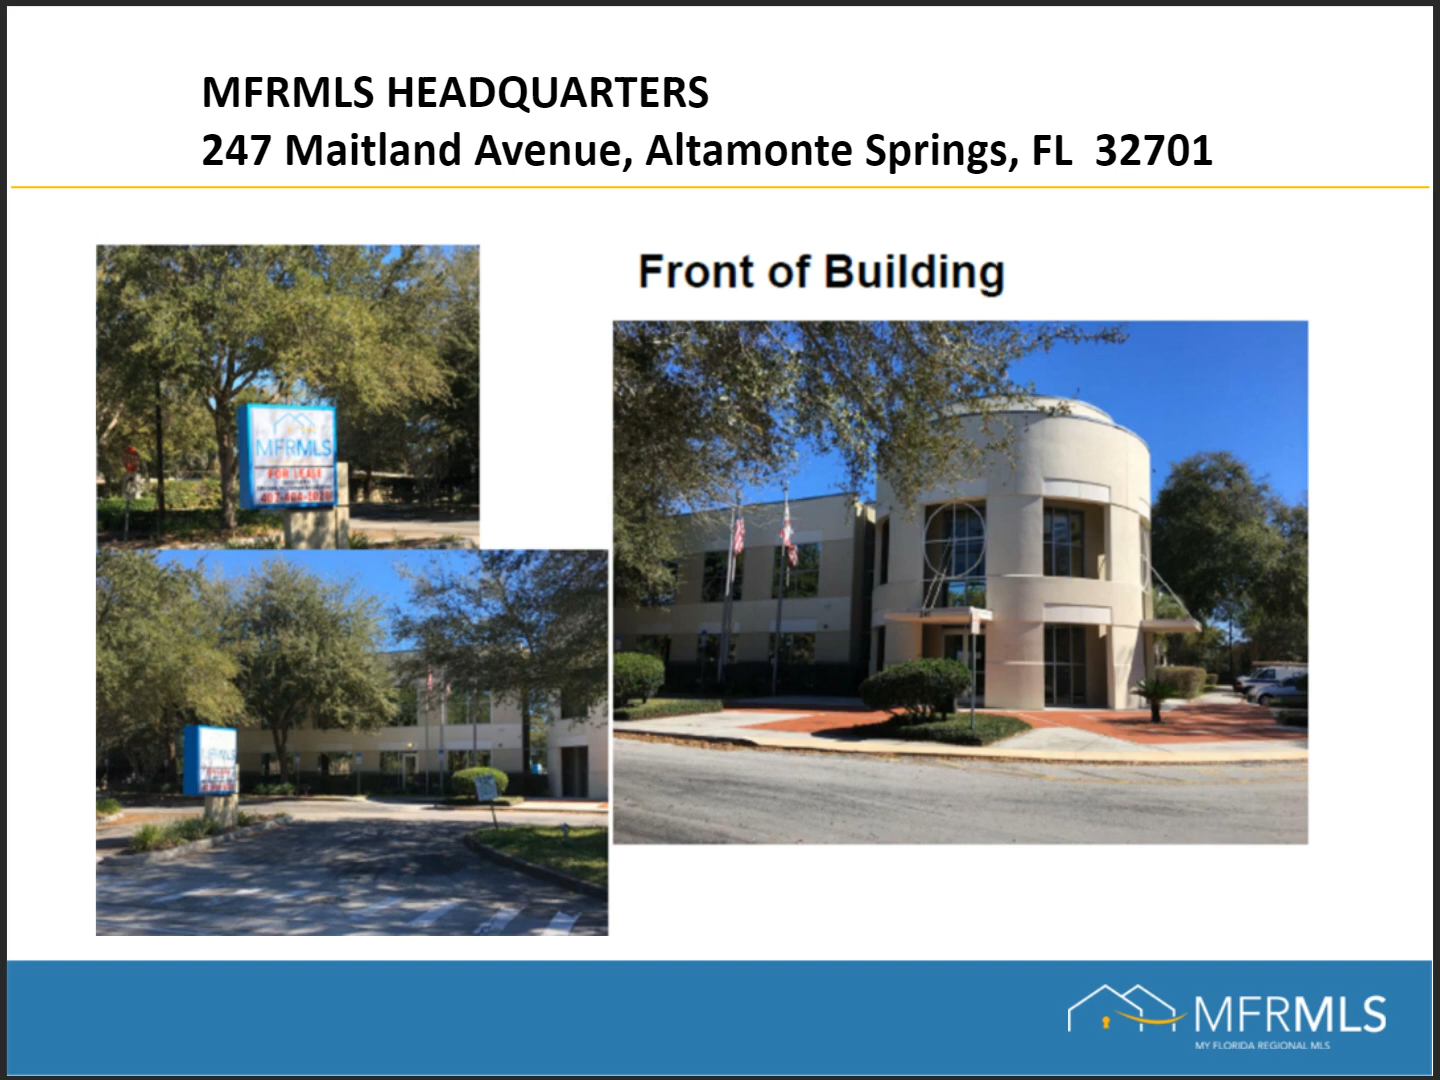 MFRMLS HEADQUARTERS
247 Maitland Avenue, Altamonte Springs, FL  32701
Front of Building
MFRMLS
FOR LEASE
MFRMLS
MY FLORIDA REGIONAL MLS